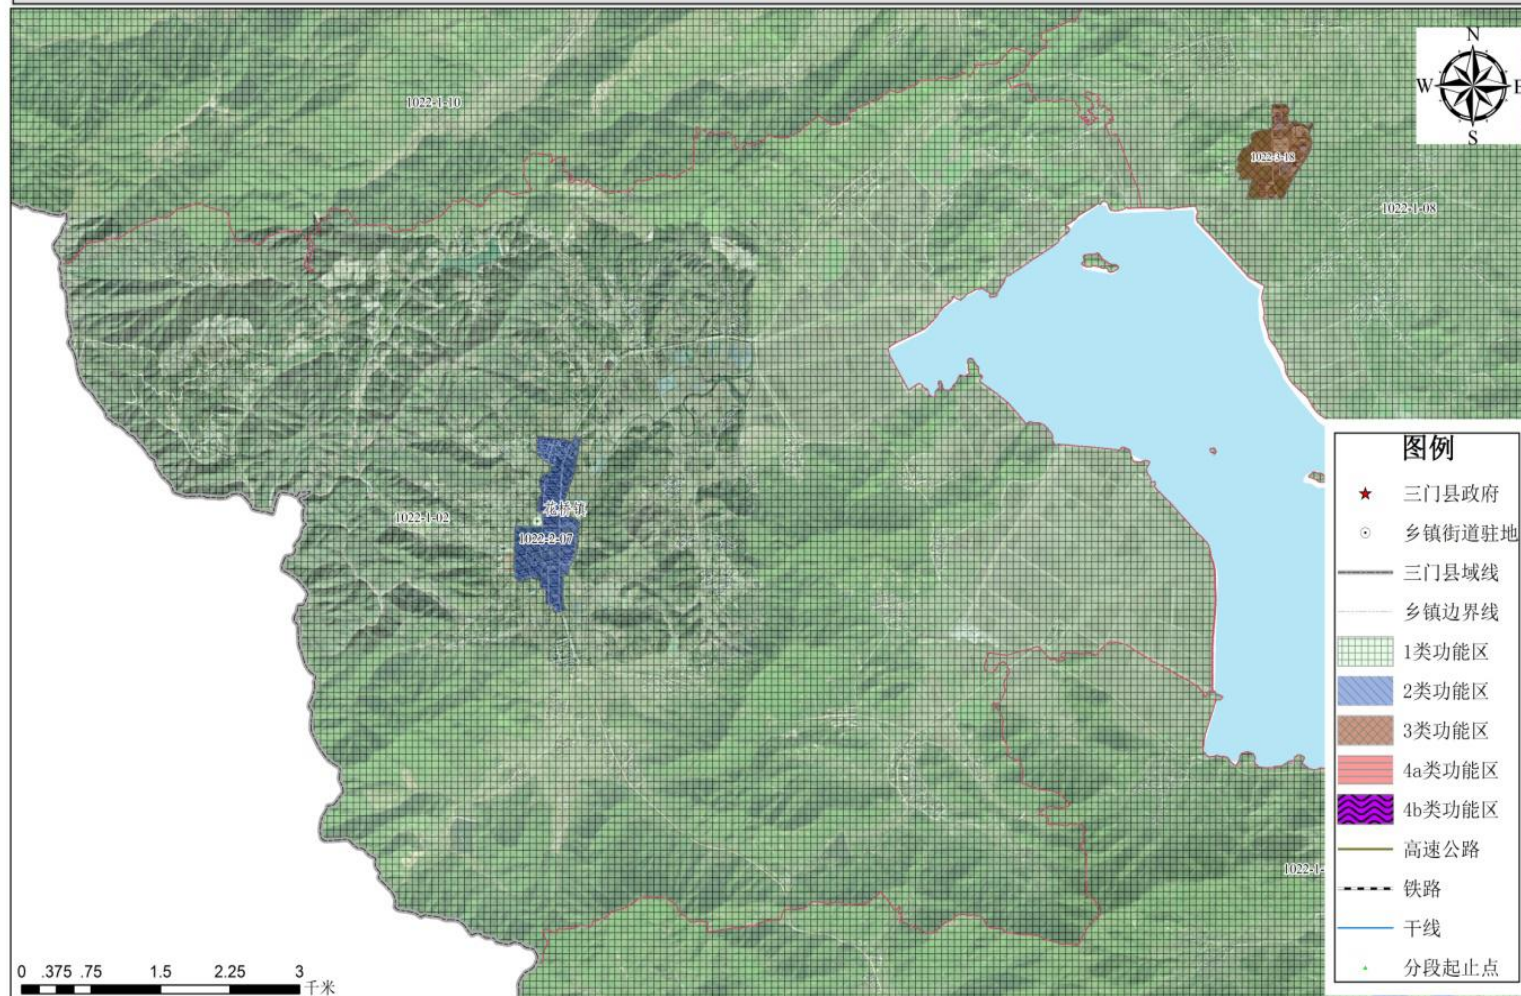 N
W E
S
1022-1-10
1022-3-18
1022-1-08
花桥镇
1022-1-02
1022-2-07
1022-1-
图例
三门县政府
乡镇街道驻地
三门县域线
乡镇边界线
1类功能区
2类功能区
3类功能区
4a类功能区
4b类功能区
高速公路
铁路
干线
分段起止点
0 .375 .75 1.5 2.25 3
千米